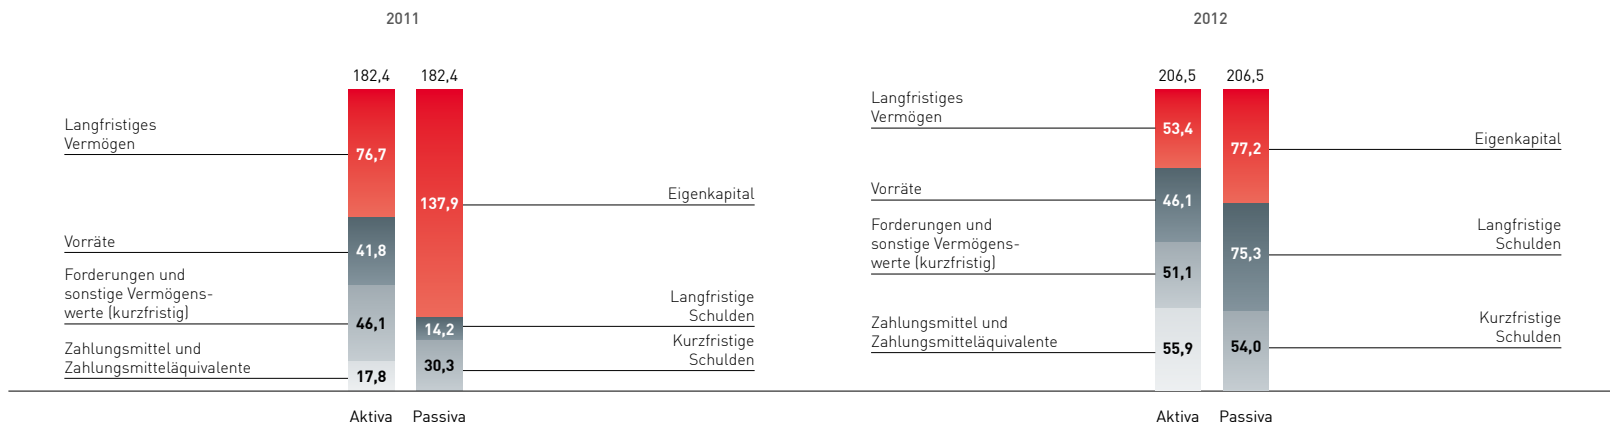 2011
182,4
182,4
Langfristiges
Vermögen
76,7
137,9
Eigenkapital
Vorräte
41,8
Forderungen und
sonstige Vermögens-
werte (kurzfristig)
46,1
Langfristige
Schulden
14,2
Zahlungsmittel und
Zahlungsmitteläquivalente
17,8
Kurzfristige
Schulden
30,3
Aktiva
Passiva
2012
206,5
206,5
Langfristiges
Vermögen
53,4
77,2
Eigenkapital
Vorräte
46,1
Forderungen und
sonstige Vermögens-
werte (kurzfristig)
51,1
75,3
Langfristige
Schulden
Zahlungsmittel und
Zahlungsmitteläquivalente
55,9
54,0
Kurzfristige
Schulden
Aktiva
Passiva